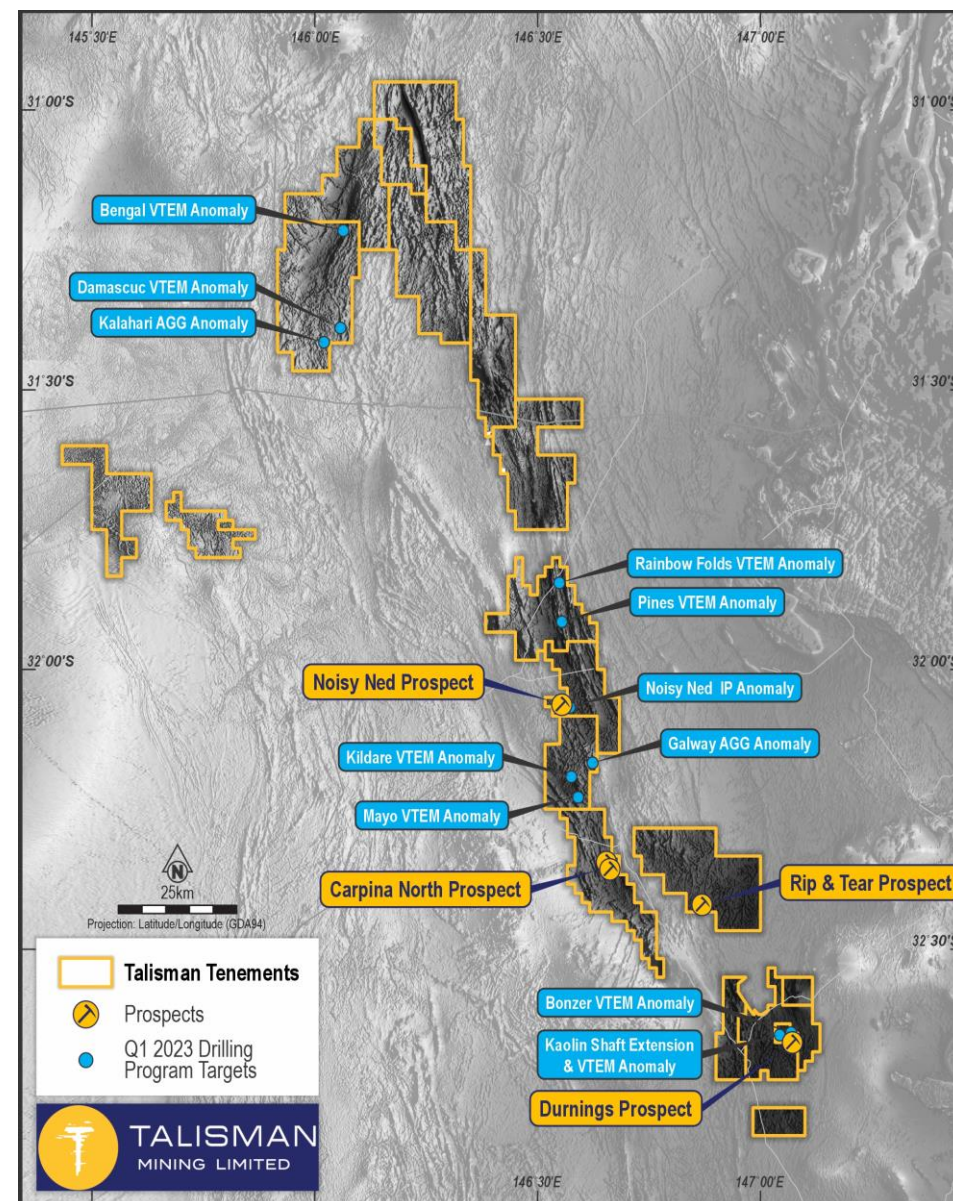 145°30'E
146°00'E
146°30'E
147°00'E
31°00'S
31°00'S
Bengal VTEM Anomaly
Damascuc VTEM Anomaly
Kalahari AGG Anomaly
31°30'S
31°30'S
Rainbow Folds VTEM Anomaly
Pines VTEM Anomaly
32°00'S
32°00'S
Noisy Ned Prospect
Noisy Ned IP Anomaly
Galway AGG Anomaly
Kildare VTEM Anomaly
Mayo VTEM Anomaly
N
25km
Projection: Latitude/Longitude (GDA94)
Carpina North Prospect
Rip & Tear Prospect
32°30'S
Talisman Tenements
Prospects
Q1 2023 Drilling
Program Targets
Bonzer VTEM Anomaly
Kaolin Shaft Extension
& VTEM Anomaly
Durnings Prospect
TALISMAN
MINING LIMITED
146°30'E
147°00'E